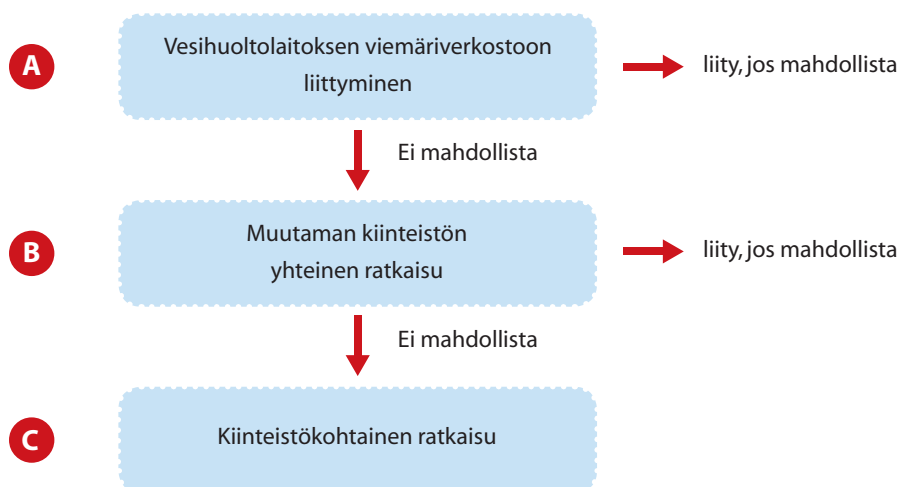 A
Vesihuoltolaitoksen viemäriverkostoon
liittyminen
liity, jos mahdollista
Ei mahdollista
B
Muutaman kiinteistön
yhteinen ratkaisu
liity, jos mahdollista
Ei mahdollista
C
Kiinteistökohtainen ratkaisu